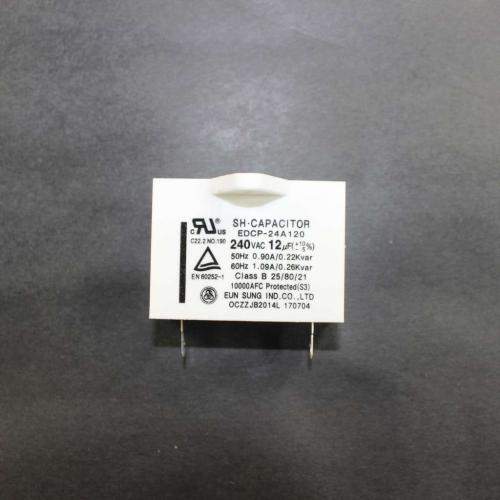 SH·CAPACITOR
EDCP-24A120
c RU US
C22.2 NO.190
240VAC 12μF(+10 -5 %)
50Hz 0.90A/0.22Kvar
60Hz 1.09A/0.26Kvar
EN 60252-1
Class B 25/80/21
10000AFC Protected(S3)
EUN SUNG IND.CO.,LTD
OCZZJB2014L 170704